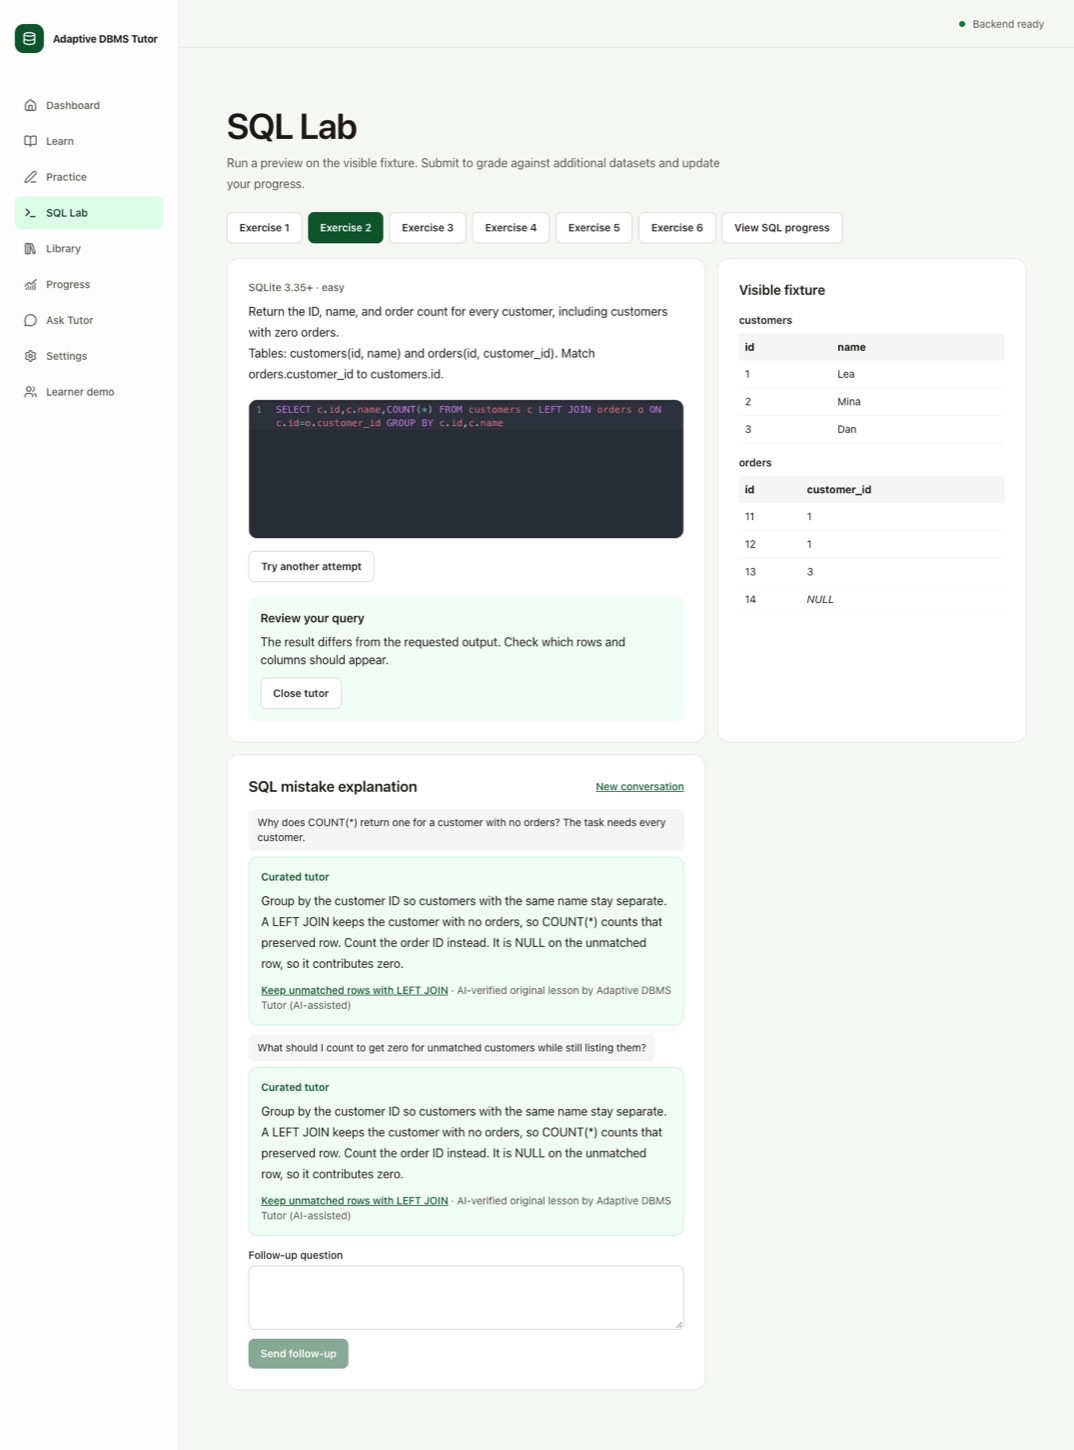 Adaptive DBMS Tutor
Backend ready
Dashboard
Learn
Practice
SQL Lab
Library
Progress
Ask Tutor
Settings
Learner demo
SQL Lab
Run a preview on the visible fixture. Submit to grade against additional datasets and update
your progress.
Exercise 1
Exercise 2
Exercise 3
Exercise 4
Exercise 5
Exercise 6
View SQL progress
SQLite 3.35+ · easy
Return the ID, name, and order count for every customer, including customers
with zero orders.
Tables: customers(id, name) and orders(id, customer_id). Match
orders.customer_id to customers.id.
1 SELECT c.id,c.name,COUNT(*) FROM customers c LEFT JOIN orders o ON
c.id=o.customer_id GROUP BY c.id,c.name
Try another attempt
Review your query
The result differs from the requested output. Check which rows and
columns should appear.
Close tutor
Visible fixture
customers
id name
1 Lea
2 Mina
3 Dan
orders
id customer_id
11 1
12 1
13 3
14 NULL
SQL mistake explanation
New conversation
Why does COUNT(*) return one for a customer with no orders? The task needs every
customer.
Curated tutor
Group by the customer ID so customers with the same name stay separate.
A LEFT JOIN keeps the customer with no orders, so COUNT(*) counts that
preserved row. Count the order ID instead. It is NULL on the unmatched
row, so it contributes zero.
Keep unmatched rows with LEFT JOIN · AI-verified original lesson by Adaptive DBMS
Tutor (AI-assisted)
What should I count to get zero for unmatched customers while still listing them?
Curated tutor
Group by the customer ID so customers with the same name stay separate.
A LEFT JOIN keeps the customer with no orders, so COUNT(*) counts that
preserved row. Count the order ID instead. It is NULL on the unmatched
row, so it contributes zero.
Keep unmatched rows with LEFT JOIN · AI-verified original lesson by Adaptive DBMS
Tutor (AI-assisted)
Follow-up question
Send follow-up